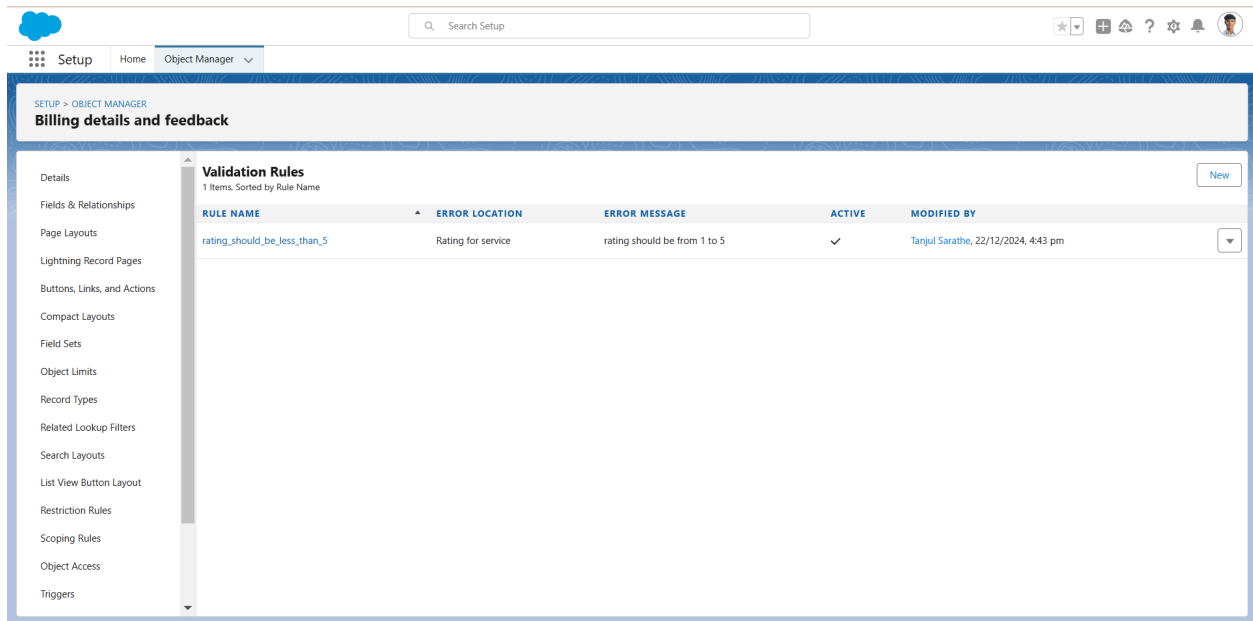 Search Setup
Setup Home Object Manager
SETUP > OBJECT MANAGER
Billing details and feedback
Details
Fields & Relationships
Page Layouts
Lightning Record Pages
Buttons, Links, and Actions
Compact Layouts
Field Sets
Object Limits
Record Types
Related Lookup Filters
Search Layouts
List View Button Layout
Restriction Rules
Scoping Rules
Object Access
Triggers
Validation Rules
1 Items, Sorted by Rule Name
New
RULE NAME ERROR LOCATION ERROR MESSAGE ACTIVE MODIFIED BY
rating_should_be_less_than_5 Rating for service rating should be from 1 to 5 Tanjul Sarathe, 22/12/2024, 4:43 pm